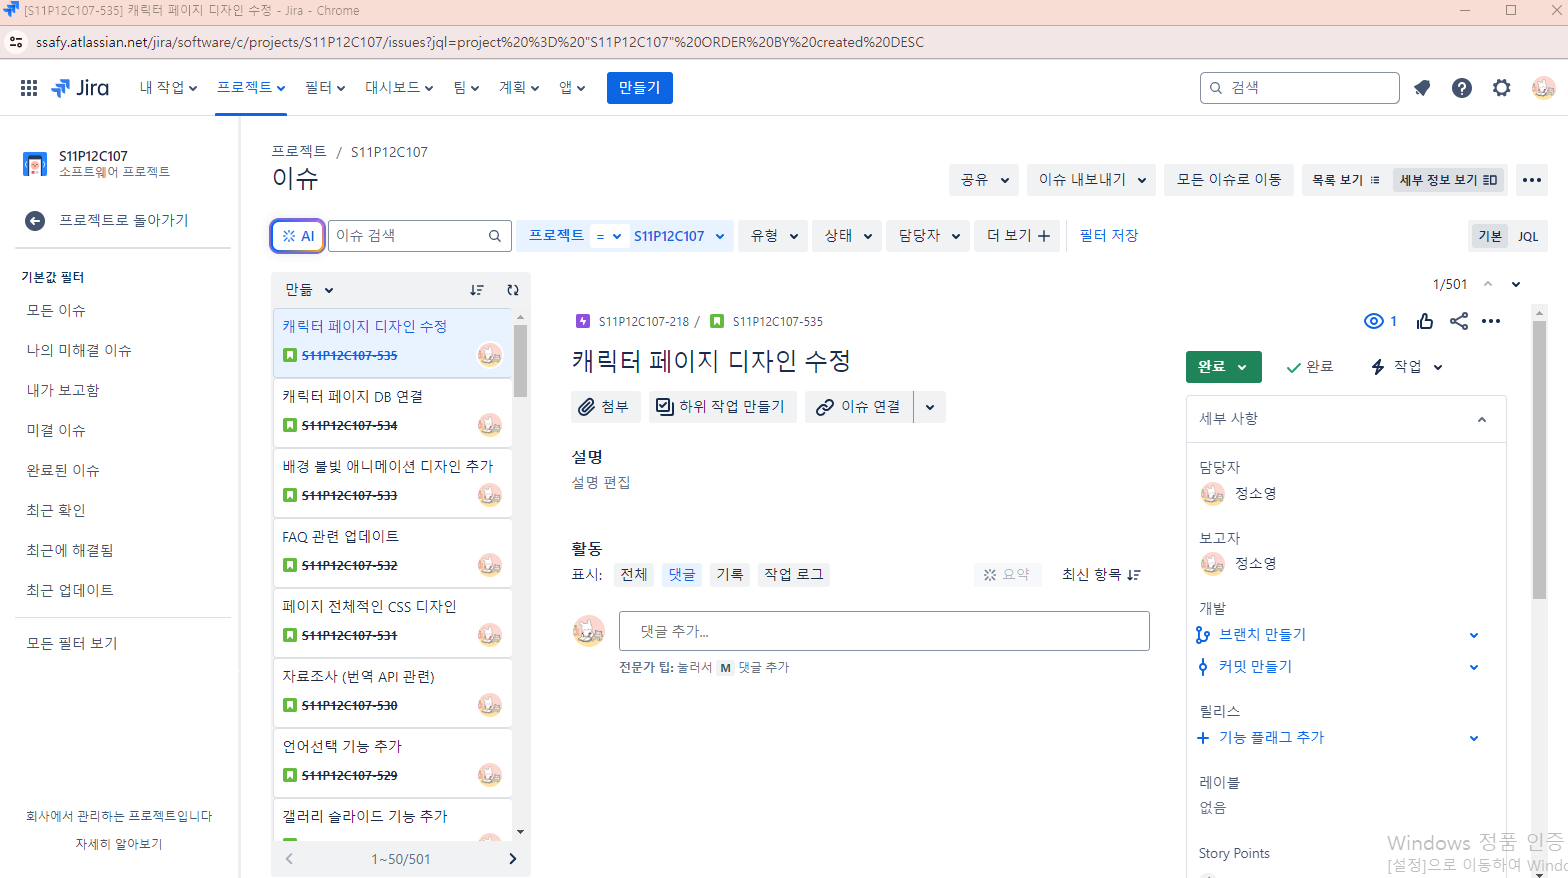 [S11P12C107-535] 캐릭터 페이지 디자인 수정 - Jira - Chrome
ssafy.atlassian.net/jira/software/c/projects/S11P12C107/issues?jql=project%20%3D%20"S11P12C107"%20ORDER%20BY%20created%20DESC
Jira 내 작업 프로젝트 필터 대시보드 팀 계획 앱 만들기 검색
S11P12C107
소프트웨어 프로젝트
프로젝트로 돌아가기
기본값 필터
모든 이슈
나의 미해결 이슈
내가 보고함
미결 이슈
완료된 이슈
최근 확인
최근에 해결됨
최근 업데이트
모든 필터 보기
회사에서 관리하는 프로젝트입니다
자세히 알아보기
프로젝트 / S11P12C107
이슈
공유 이슈 내보내기 모든 이슈로 이동 목록 보기 세부 정보 보기
AI 이슈 검색 프로젝트 = S11P12C107 유형 상태 담당자 더 보기 필터 저장 기본 JQL
만듦
캐릭터 페이지 디자인 수정
S11P12C107-535
캐릭터 페이지 DB 연결
S11P12C107-534
배경 불빛 애니메이션 디자인 추가
S11P12C107-533
FAQ 관련 업데이트
S11P12C107-532
페이지 전체적인 CSS 디자인
S11P12C107-531
자료조사 (번역 API 관련)
S11P12C107-530
언어선택 기능 추가
S11P12C107-529
갤러리 슬라이드 기능 추가
1~50/501
1/501
S11P12C107-218 / S11P12C107-535
1
캐릭터 페이지 디자인 수정
첨부 하위 작업 만들기 이슈 연결
설명
설명 편집
활동
표시: 전체 댓글 기록 작업 로그 요약 최신 항목
댓글 추가...
전문가 팁: 눌러서 M 댓글 추가
완료 완료 작업
세부 사항
담당자
정소영
보고자
정소영
개발
브랜치 만들기
커밋 만들기
릴리스
기능 플래그 추가
레이블
없음
Story Points
Windows 정품 인증
[설정]으로 이동하여 Windo